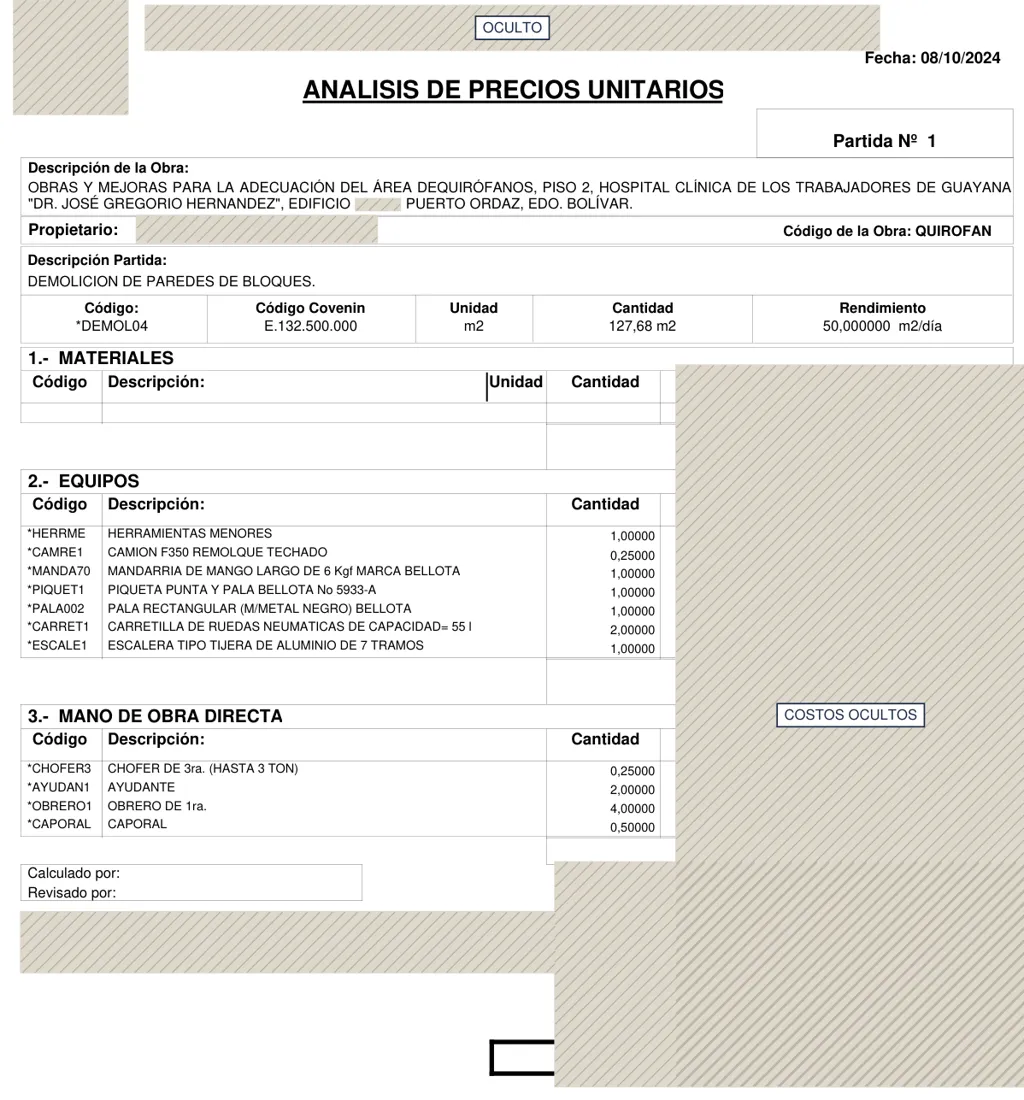 OCULTO
Fecha: 08/10/2024
ANALISIS DE PRECIOS UNITARIOS
Partida Nº 1
Descripción de la Obra:
OBRAS Y MEJORAS PARA LA ADECUACIÓN DEL ÁREA DEQUIRÓFANOS, PISO 2, HOSPITAL CLÍNICA DE LOS TRABAJADORES DE GUAYANA
"DR. JOSÉ GREGORIO HERNANDEZ", EDIFICIO PUERTO ORDAZ, EDO. BOLÍVAR.
Propietario: Código de la Obra: QUIROFAN
Descripción Partida:
DEMOLICION DE PAREDES DE BLOQUES.
Código: Código Covenin Unidad Cantidad Rendimiento
*DEMOL04 E.132.500.000 m2 127,68 m2 50,000000 m2/día
1.- MATERIALES
Código Descripción: Unidad Cantidad
2.- EQUIPOS
Código Descripción: Cantidad
*HERRME HERRAMIENTAS MENORES 1,00000
*CAMRE1 CAMION F350 REMOLQUE TECHADO 0,25000
*MANDA70 MANDARRIA DE MANGO LARGO DE 6 Kgf MARCA BELLOTA 1,00000
*PIQUET1 PIQUETA PUNTA Y PALA BELLOTA No 5933-A 1,00000
*PALA002 PALA RECTANGULAR (M/METAL NEGRO) BELLOTA 1,00000
*CARRET1 CARRETILLA DE RUEDAS NEUMATICAS DE CAPACIDAD= 55 l 2,00000
*ESCALE1 ESCALERA TIPO TIJERA DE ALUMINIO DE 7 TRAMOS 1,00000
3.- MANO DE OBRA DIRECTA
COSTOS OCULTOS
Código Descripción: Cantidad
*CHOFER3 CHOFER DE 3ra. (HASTA 3 TON) 0,25000
*AYUDAN1 AYUDANTE 2,00000
*OBRERO1 OBRERO DE 1ra. 4,00000
*CAPORAL CAPORAL 0,50000
Calculado por:
Revisado por: